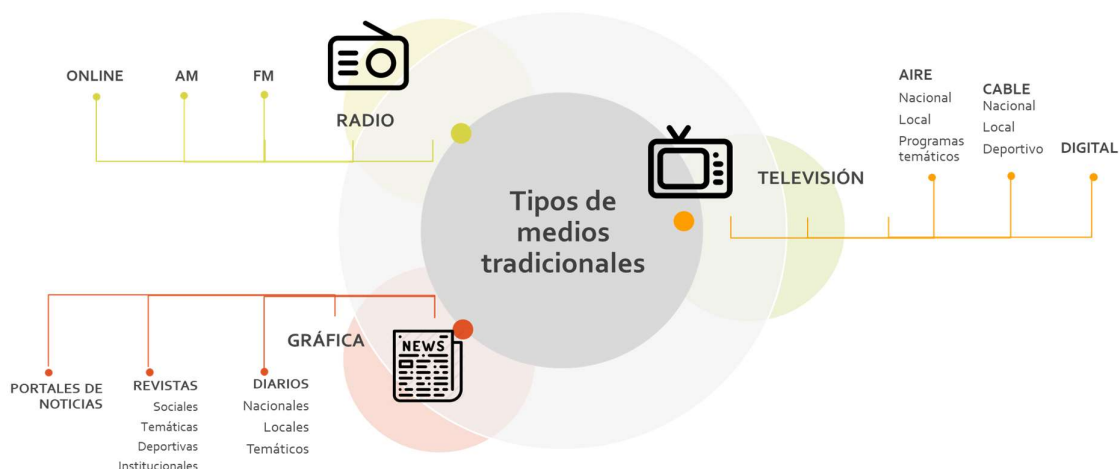 ONLINE
AM
FM
RADIO
Tipos de
medios
tradicionales
AIRE
Nacional
Local
Programas
temáticos
CABLE
Nacional
Local
Deportivo
DIGITAL
TELEVISIÓN
GRÁFICA
NEWS
PORTALES DE
NOTICIAS
REVISTAS
Sociales
Temáticas
Deportivas
Institucionales
DIARIOS
Nacionales
Locales
Temáticos